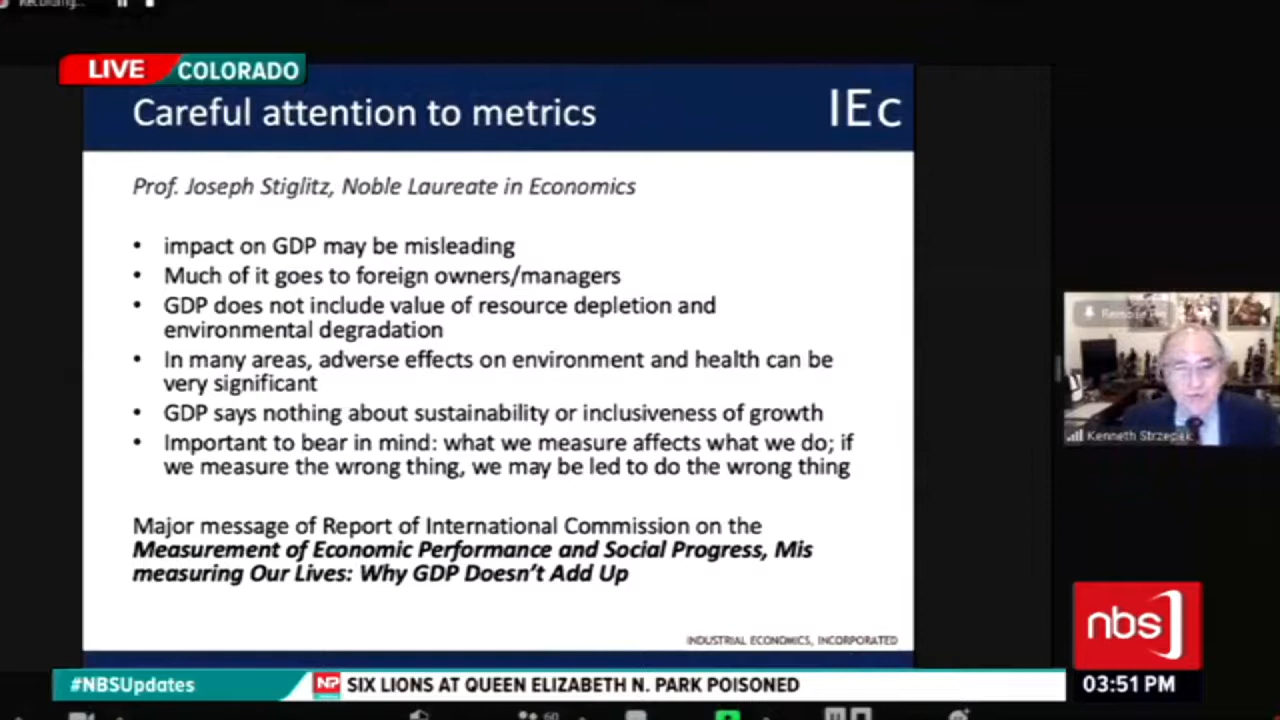 Recording...
LIVE COLORADO
Careful attention to metrics
IEc
Prof. Joseph Stiglitz, Noble Laureate in Economics
• impact on GDP may be misleading
• Much of it goes to foreign owners/managers
• GDP does not include value of resource depletion and
environmental degradation
• In many areas, adverse effects on environment and health can be
very significant
• GDP says nothing about sustainability or inclusiveness of growth
• Important to bear in mind: what we measure affects what we do; if
we measure the wrong thing, we may be led to do the wrong thing
Major message of Report of International Commission on the
Measurement of Economic Performance and Social Progress, Mis
measuring Our Lives: Why GDP Doesn't Add Up
INDUSTRIAL ECONOMICS, INCORPORATED
Kenneth Strzepek
nbs
#NBSUpdates
NP SIX LIONS AT QUEEN ELIZABETH N. PARK POISONED
03:51 PM
60